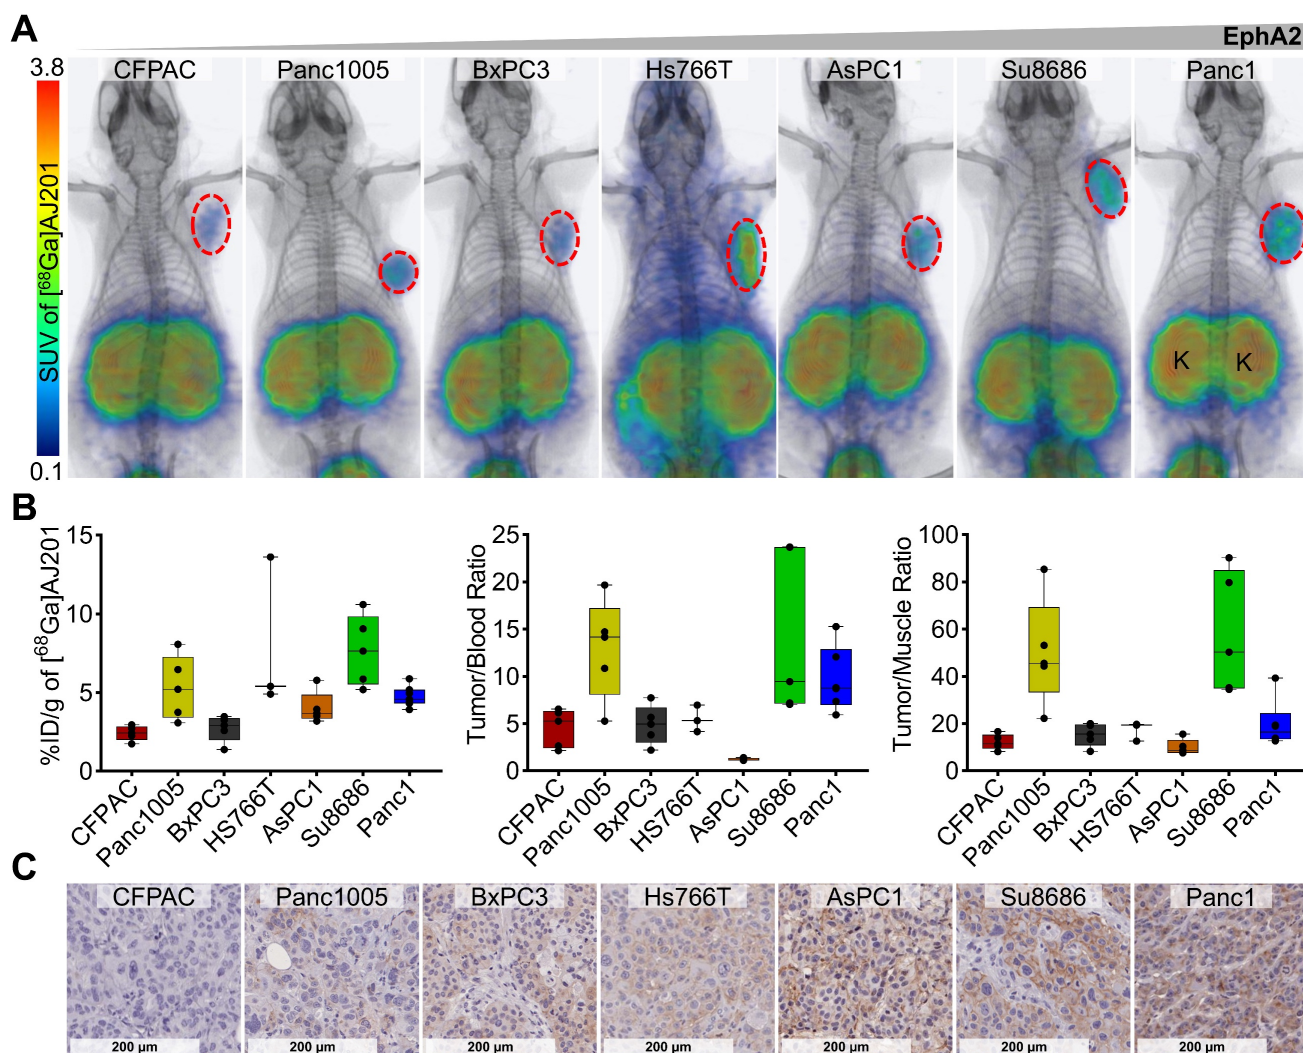 A
EphA2
3.8
0.1
SUV of [⁶⁸Ga]AJ201
CFPAC
Panc1005
BxPC3
Hs766T
AsPC1
Su8686
Panc1
K
K
B
%ID/g of [⁶⁸Ga]AJ201
15
10
5
0
CFPAC
Panc1005
BxPC3
HS766T
AsPC1
Su8686
Panc1
Tumor/Blood Ratio
25
20
15
10
5
0
CFPAC
Panc1005
BxPC3
HS766T
AsPC1
Su8686
Panc1
Tumor/Muscle Ratio
100
80
60
40
20
0
CFPAC
Panc1005
BxPC3
HS766T
AsPC1
Su8686
Panc1
C
CFPAC
Panc1005
BxPC3
Hs766T
AsPC1
Su8686
Panc1
200 µm
200 µm
200 µm
200 µm
200 µm
200 µm
200 µm